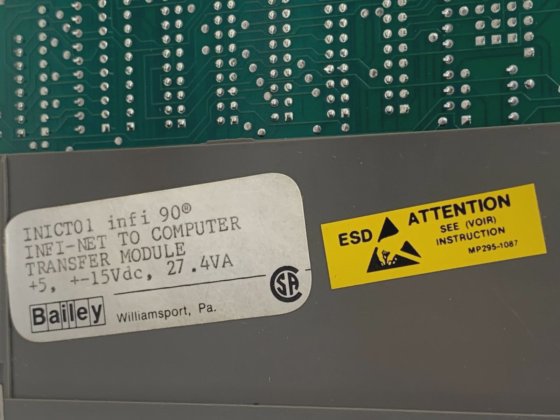 INICT01 infi 90®
INFI-NET TO COMPUTER
TRANSFER MODULE
+5, +-15Vdc, 27.4VA
Bailey
Williamsport, Pa.
SA
ESD
ATTENTION
SEE (VOIR)
INSTRUCTION
MP295-1087